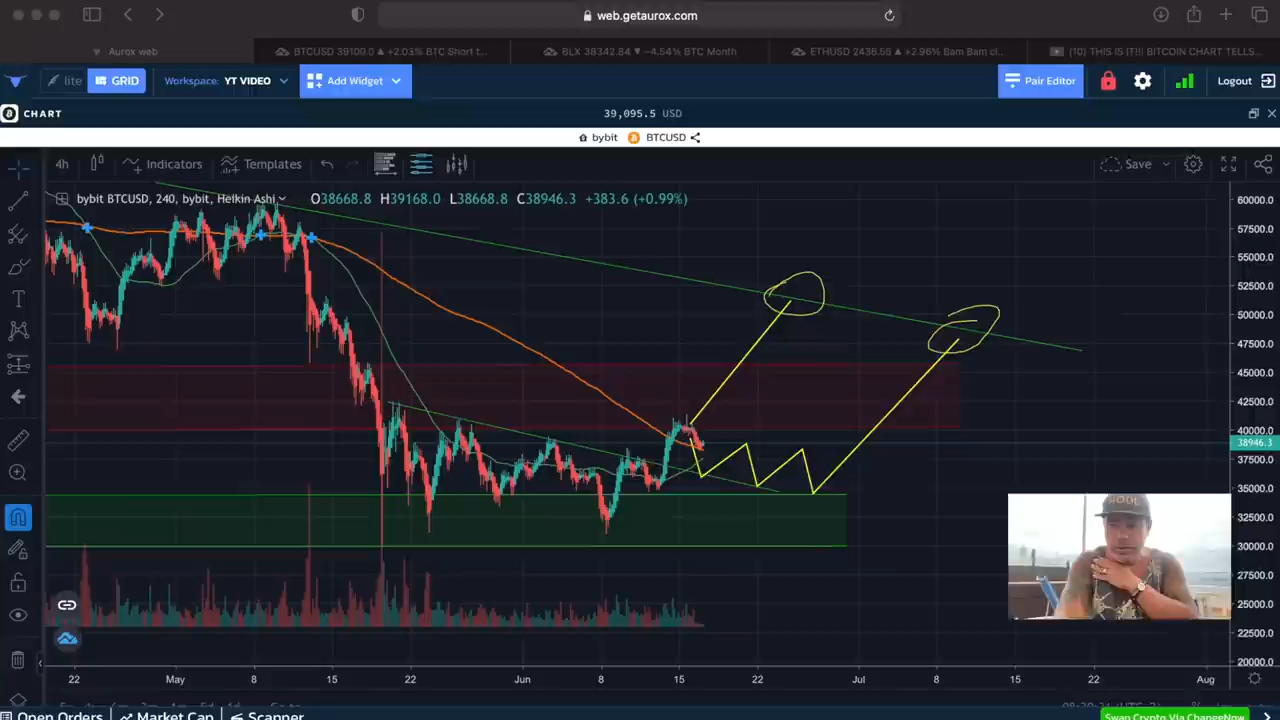 web.getaurox.com
Aurox web
BTCUSD 39100.0 ▲ +2.03% BTC Short t...
BLX 38342.84 ▼ −4.54% BTC Month
ETHUSD 2436.55 ▲ +2.96% Bam Bam cl...
(10) THIS IS IT!!! BITCOIN CHART TELLS...
lite
GRID
Workspace: YT VIDEO
Add Widget
Pair Editor
Logout
CHART
39,095.5 USD
bybit BTCUSD
4h
Indicators
Templates
Save
bybit BTCUSD, 240, bybit, Heikin Ashi
O38668.8 H39168.0 L38668.8 C38946.3 +383.6 (+0.99%)
60000.0
57500.0
55000.0
52500.0
50000.0
47500.0
45000.0
42500.0
40000.0
38946.3
37500.0
35000.0
32500.0
30000.0
27500.0
25000.0
22500.0
20000.0
22
May
8
15
22
Jun
8
15
22
Jul
8
15
22
Aug
Open Orders
Market Cap
Scanner
Swap Crypto Via ChangeNow